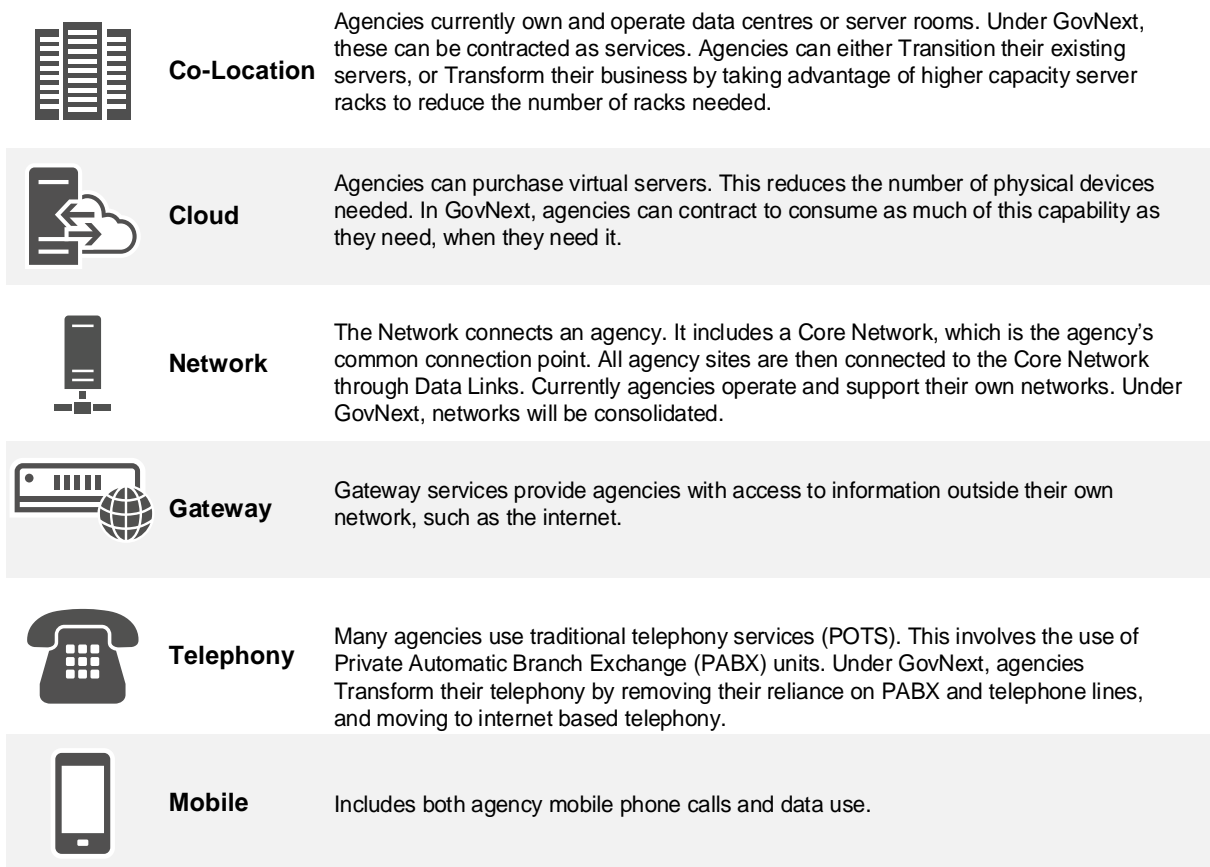 Co-Location
Agencies currently own and operate data centres or server rooms. Under GovNext,
these can be contracted as services. Agencies can either Transition their existing
servers, or Transform their business by taking advantage of higher capacity server
racks to reduce the number of racks needed.
Cloud
Agencies can purchase virtual servers. This reduces the number of physical devices
needed. In GovNext, agencies can contract to consume as much of this capability as
they need, when they need it.
Network
The Network connects an agency. It includes a Core Network, which is the agency’s
common connection point. All agency sites are then connected to the Core Network
through Data Links. Currently agencies operate and support their own networks. Under
GovNext, networks will be consolidated.
Gateway
Gateway services provide agencies with access to information outside their own
network, such as the internet.
Telephony
Many agencies use traditional telephony services (POTS). This involves the use of
Private Automatic Branch Exchange (PABX) units. Under GovNext, agencies
Transform their telephony by removing their reliance on PABX and telephone lines,
and moving to internet based telephony.
Mobile
Includes both agency mobile phone calls and data use.